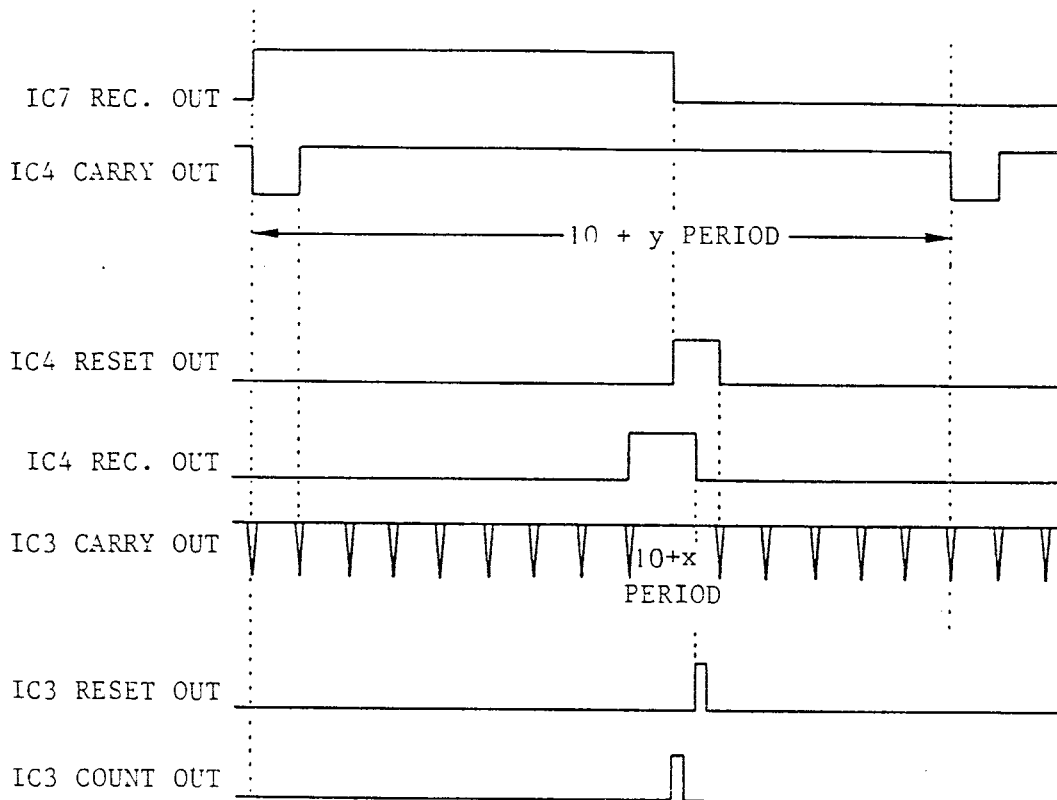 IC7 REC. OUT
IC4 CARRY OUT
10 + y PERIOD
IC4 RESET OUT
IC4 REC. OUT
IC3 CARRY OUT
10+x
PERIOD
IC3 RESET OUT
IC3 COUNT OUT